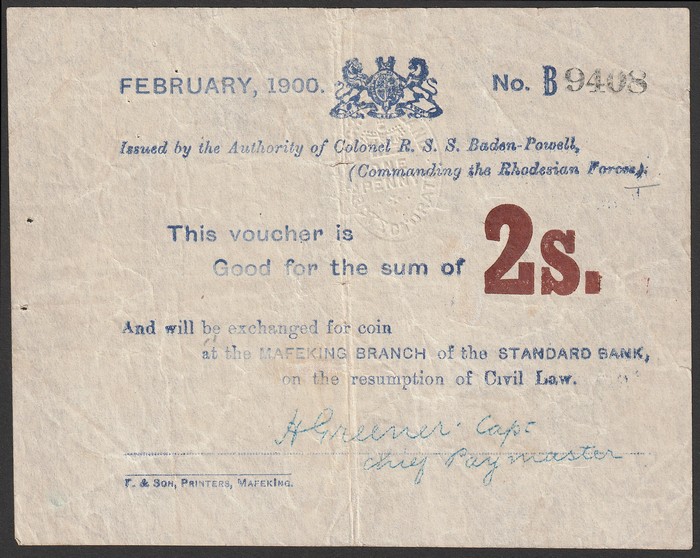 FEBRUARY, 1900.
No. B 9408
Issued by the Authority of Colonel R. S. S. Baden-Powell,
(Commanding the Rhodesian Forces).
ONE
PENNY
This voucher is
Good for the sum of 2s.
And will be exchanged for coin
at the MAFEKING BRANCH of the STANDARD BANK,
on the resumption of Civil Law.
H Greener. Capt
Chief Paymaster
T. & SON, PRINTERS, MAFEKING.